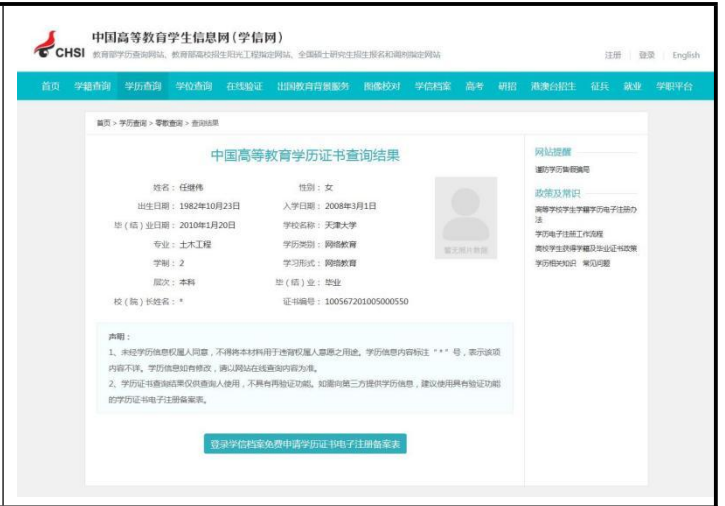 中国高等教育学生信息网(学信网)
CHSI 教育部学历查询网站、教育部高校招生阳光工程指定网站、全国硕士研究生招生报名和调剂指定网站
注册 登录 English
首页 学籍查询 学历查询 学位查询 在线验证 出国教育背景服务 图像校对 学信档案 高考 研招 港澳台招生 征兵 就业 学职平台
首页 > 学历查询 > 零散查询 > 查询结果
中国高等教育学历证书查询结果
姓名: 任继伟 性别: 女
出生日期: 1982年10月23日 入学日期: 2008年3月1日
毕(结)业日期: 2010年1月20日 学校名称: 天津大学
专业: 土木工程 学历类别: 网络教育
学制: 2 学习形式: 网络教育
层次: 本科 毕(结)业: 毕业
校(院)长姓名: * 证书编号: 100567201005000550
暂无照片数据
声明:
1、未经学历信息权属人同意,不得将本材料用于违背权属人意愿之用途。学历信息内容标注 "*" 号,表示该项
内容不详。学历信息如有修改,请以网站在线查询内容为准。
2、学历证书查询结果仅供查询人使用,不具有再验证功能。如需向第三方提供学历信息,建议使用具有验证功能
的学历证书电子注册备案表。
登录学信档案免费申请学历证书电子注册备案表
网站提醒
谨防学历售假骗局
政策及常识
高等学校学生学籍学历电子注册办
法
学历电子注册工作流程
高校学生获得学籍及毕业证书政策
学历相关知识 常见问题